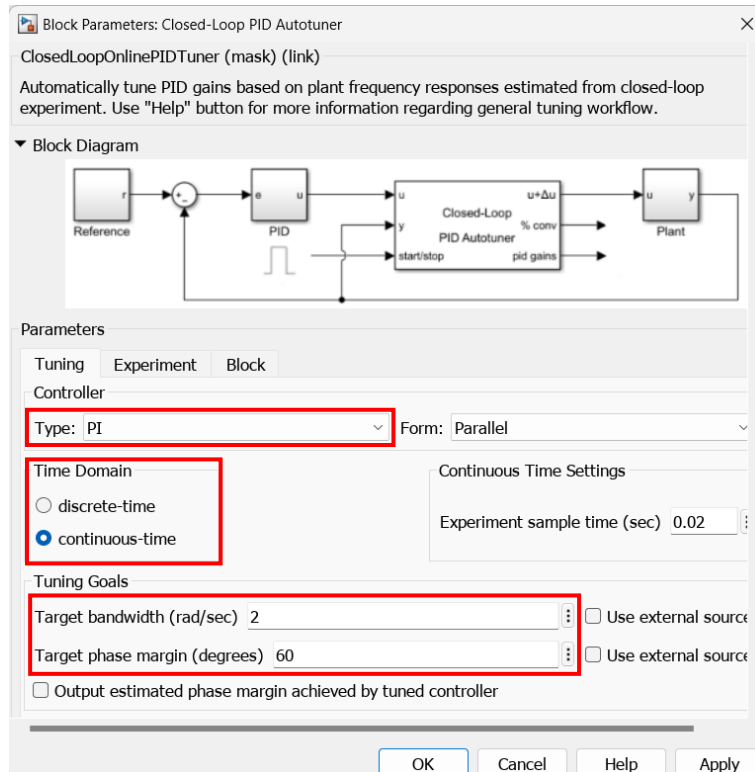 Block Parameters: Closed-Loop PID Autotuner
ClosedLoopOnlinePIDTuner (mask) (link)
Automatically tune PID gains based on plant frequency responses estimated from closed-loop
experiment. Use "Help" button for more information regarding general tuning workflow.
Block Diagram
r
Reference
+
-
e u
PID
u
y
start/stop
Closed-Loop
PID Autotuner
u+Δu
% conv
pid gains
u y
Plant
Parameters
Tuning Experiment Block
Controller
Type: PI Form: Parallel
Time Domain
discrete-time
continuous-time
Continuous Time Settings
Experiment sample time (sec) 0.02
Tuning Goals
Target bandwidth (rad/sec) 2 Use external source
Target phase margin (degrees) 60 Use external source
Output estimated phase margin achieved by tuned controller
OK Cancel Help Apply